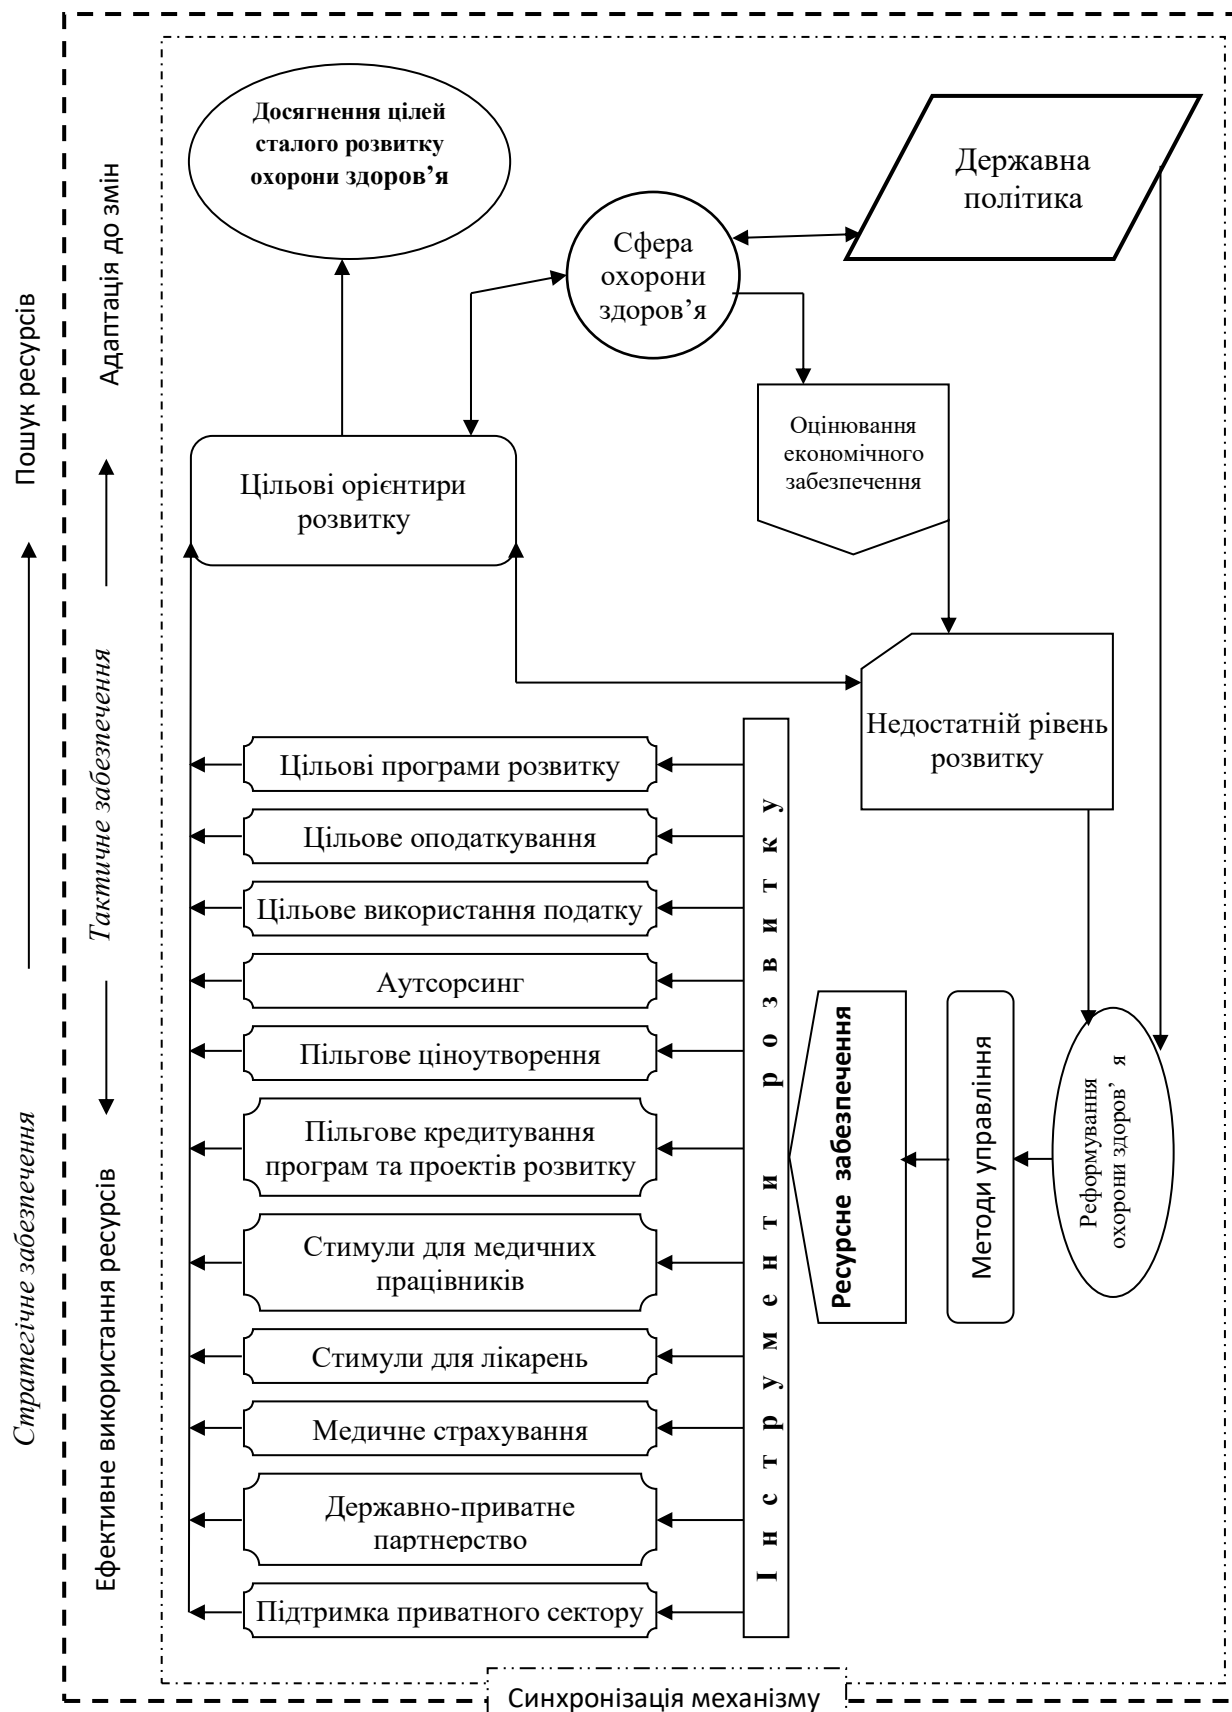 Досягнення цілей
сталого розвитку
охорони здоров’я
Державна
політика
Сфера
охорони
здоров’я
Оцінювання
економічного
забезпечення
Цільові орієнтири
розвитку
Недостатній рівень
розвитку
Цільові програми розвитку
Цільове оподаткування
Цільове використання податку
Аутсорсинг
Пільгове ціноутворення
Пільгове кредитування
програм та проектів розвитку
Стимули для медичних
працівників
Стимули для лікарень
Медичне страхування
Державно-приватне
партнерство
Підтримка приватного сектору
Інструменти розвитку
Ресурсне забезпечення
Методи управління
Реформування
охорони здоров’ я
Пошук ресурсів
Стратегічне забезпечення
Адаптація до змін
Тактичне забезпечення
Ефективне використання ресурсів
Синхронізація механізму